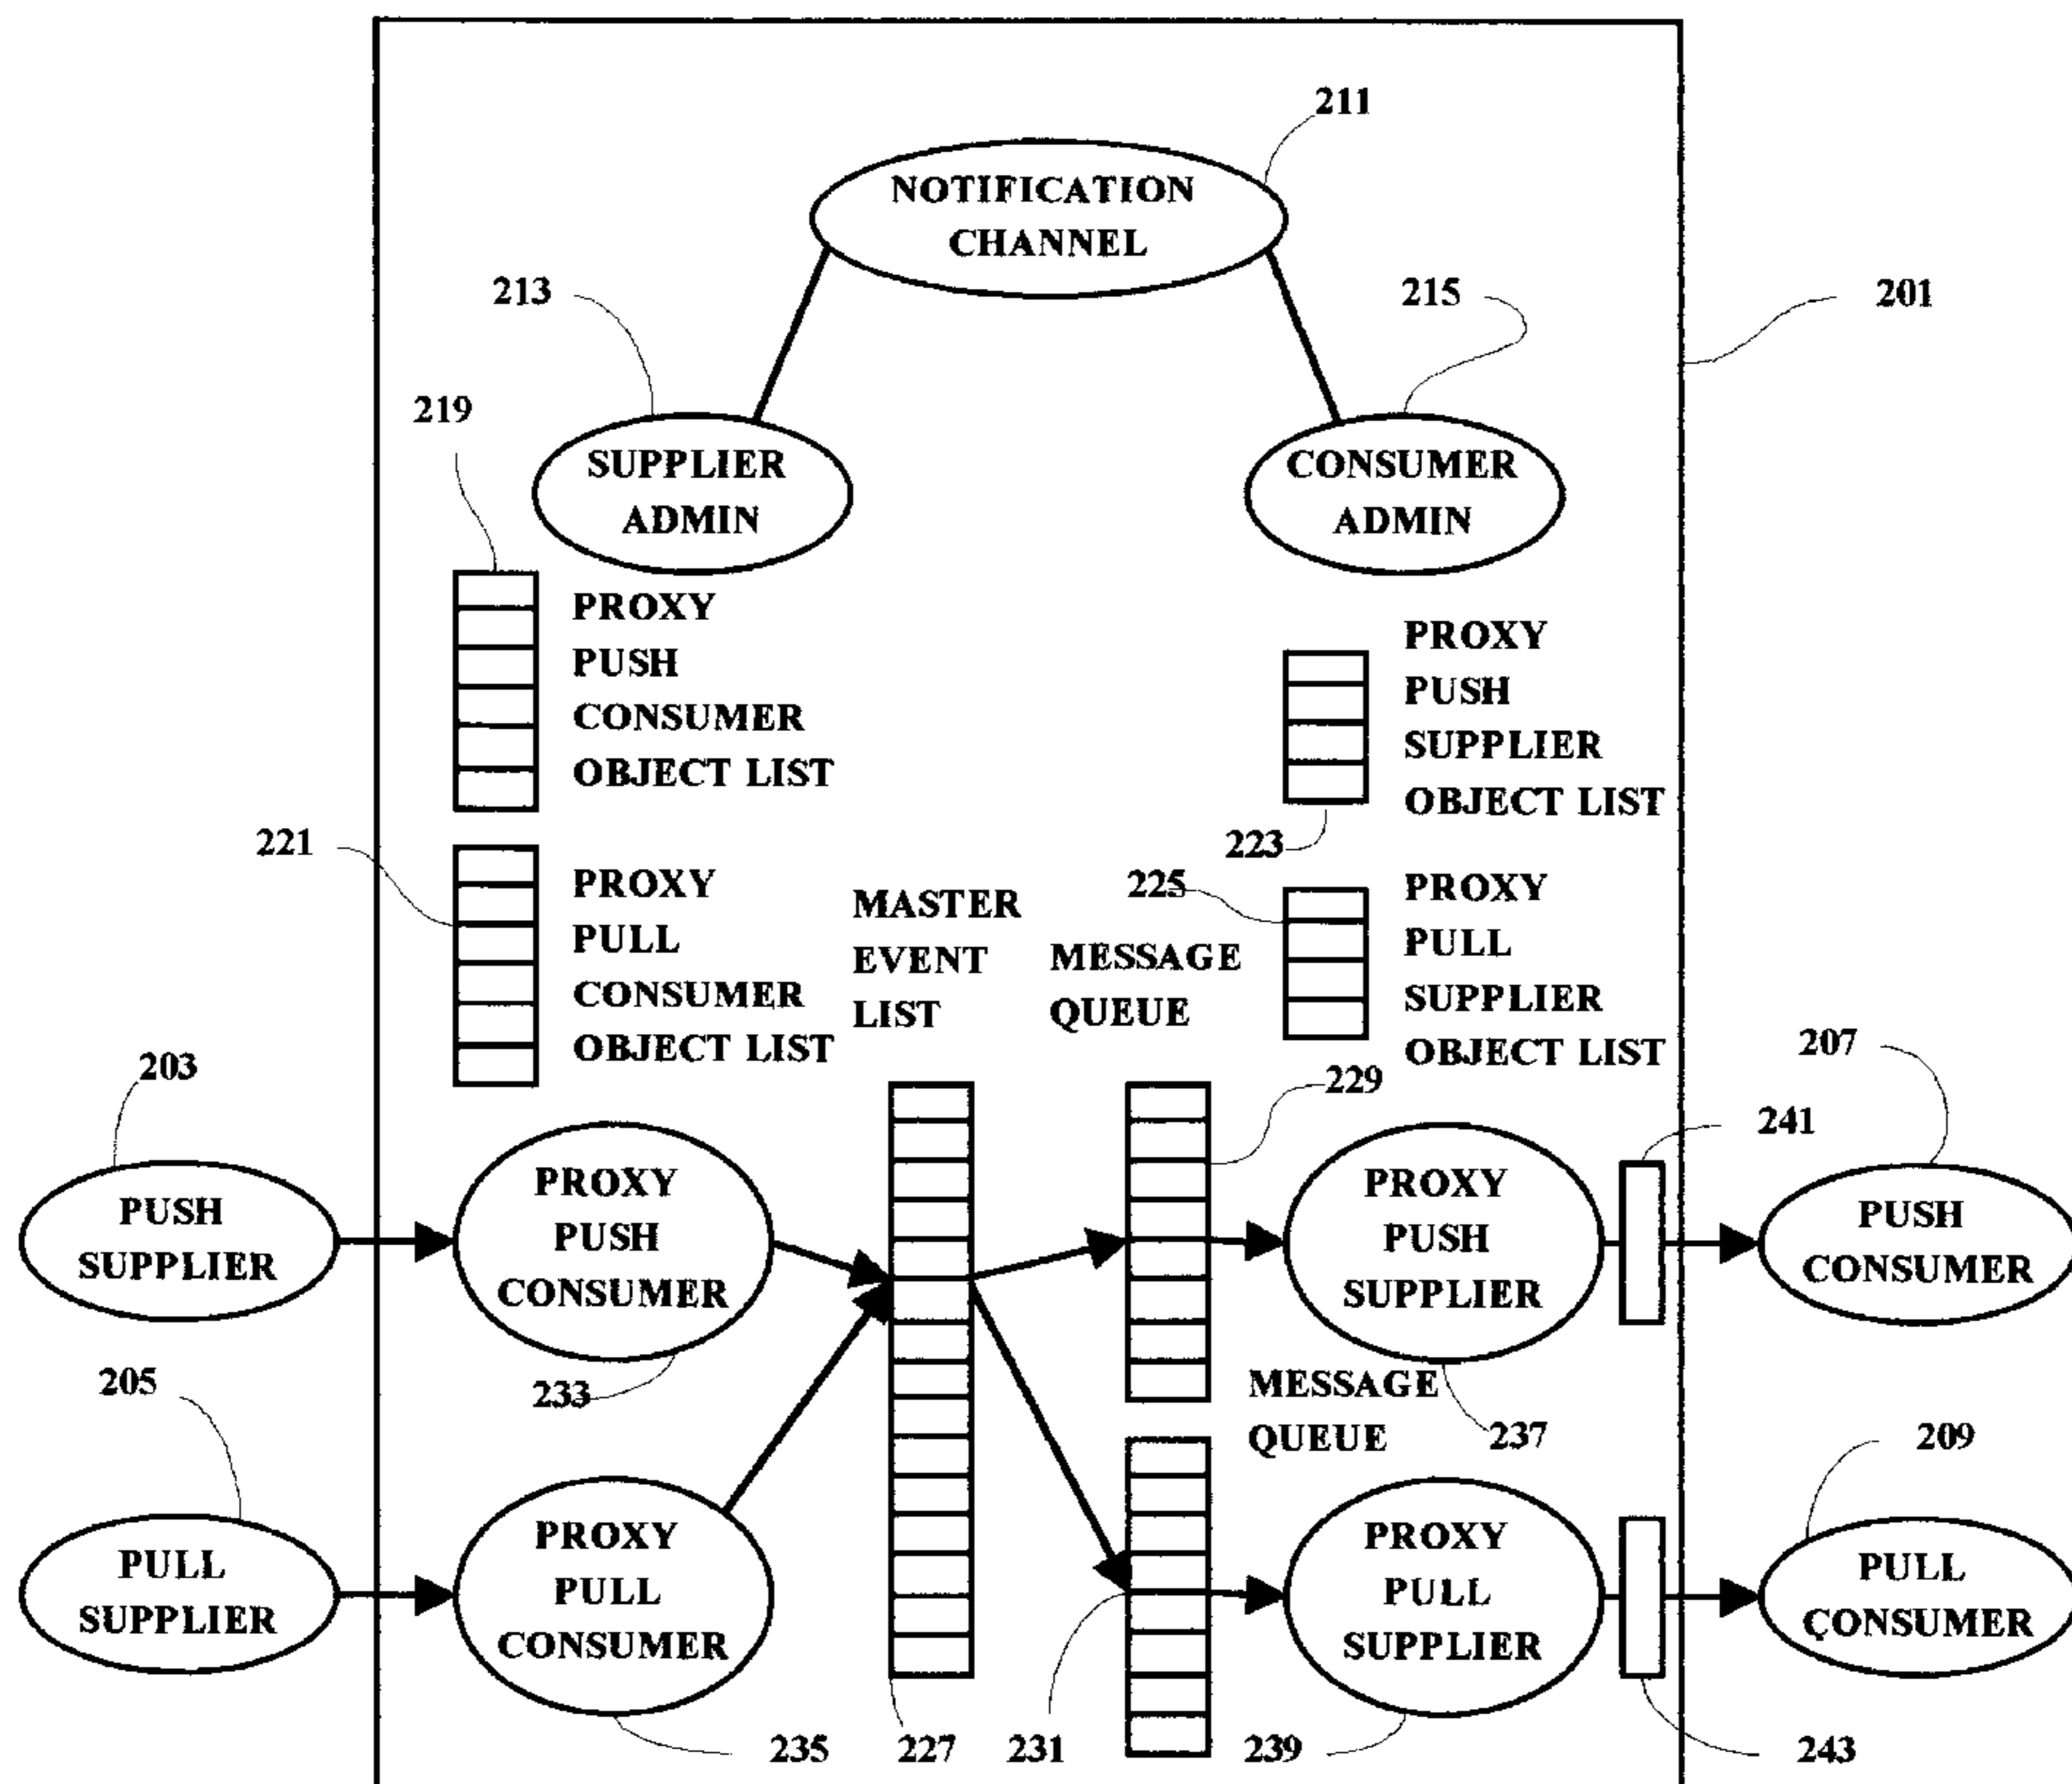 211
NOTIFICATION
CHANNEL
213
215
201
219
SUPPLIER
ADMIN
CONSUMER
ADMIN
PROXY
PUSH
CONSUMER
OBJECT LIST
PROXY
PUSH
SUPPLIER
OBJECT LIST
221
223
PROXY
PULL
CONSUMER
OBJECT LIST
MASTER
EVENT
LIST
MESSAGE
QUEUE
225
PROXY
PULL
SUPPLIER
OBJECT LIST
203
229
207
241
PUSH
SUPPLIER
PROXY
PUSH
CONSUMER
PROXY
PUSH
SUPPLIER
PUSH
CONSUMER
205
233
MESSAGE
QUEUE
237
209
PULL
SUPPLIER
PROXY
PULL
CONSUMER
PROXY
PULL
SUPPLIER
PULL
CONSUMER
235
227
231
239
243